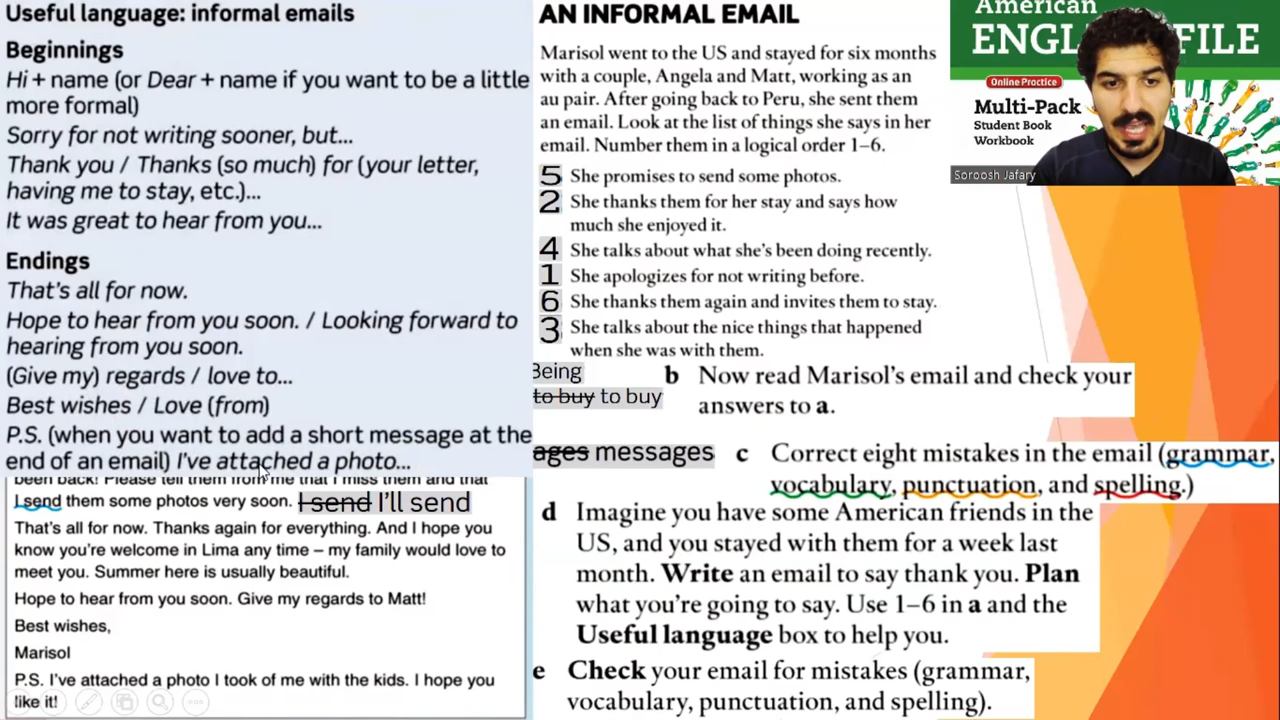 Useful language: informal emails
Beginnings
Hi + name (or Dear + name if you want to be a little
more formal)
Sorry for not writing sooner, but...
Thank you / Thanks (so much) for (your letter,
having me to stay, etc.)...
It was great to hear from you...
Endings
That's all for now.
Hope to hear from you soon. / Looking forward to
hearing from you soon.
(Give my) regards / love to...
Best wishes / Love (from)
P.S. (when you want to add a short message at the
end of an email) I've attached a photo...
been back! Please tell them from me that I miss them and that
I send them some photos very soon. I send I'll send
That's all for now. Thanks again for everything. And I hope you
know you're welcome in Lima any time – my family would love to
meet you. Summer here is usually beautiful.
Hope to hear from you soon. Give my regards to Matt!
Best wishes,
Marisol
P.S. I've attached a photo I took of me with the kids. I hope you
like it!
AN INFORMAL EMAIL
Marisol went to the US and stayed for six months
with a couple, Angela and Matt, working as an
au pair. After going back to Peru, she sent them
an email. Look at the list of things she says in her
email. Number them in a logical order 1–6.
5 She promises to send some photos.
2 She thanks them for her stay and says how
much she enjoyed it.
4 She talks about what she's been doing recently.
1 She apologizes for not writing before.
6 She thanks them again and invites them to stay.
3 She talks about the nice things that happened
when she was with them.
Being
to buy to buy
ages messages
b Now read Marisol's email and check your
answers to a.
c Correct eight mistakes in the email (grammar,
vocabulary, punctuation, and spelling.)
d Imagine you have some American friends in the
US, and you stayed with them for a week last
month. Write an email to say thank you. Plan
what you're going to say. Use 1–6 in a and the
Useful language box to help you.
e Check your email for mistakes (grammar,
vocabulary, punctuation, and spelling).
American
ENGL FILE
Online Practice
Multi-Pack
Student Book
Workbook
Soroosh Jafary